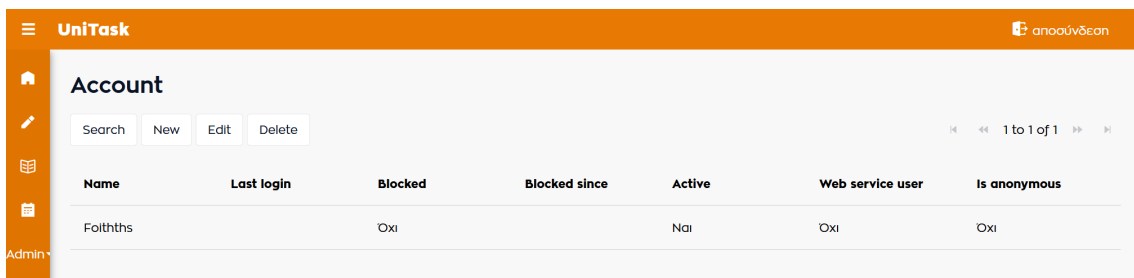 UniTask
αποσύνδεση
Account
Search New Edit Delete
1 to 1 of 1
Name Last login Blocked Blocked since Active Web service user Is anonymous
Foithths Όχι Ναι Όχι Όχι
Admin